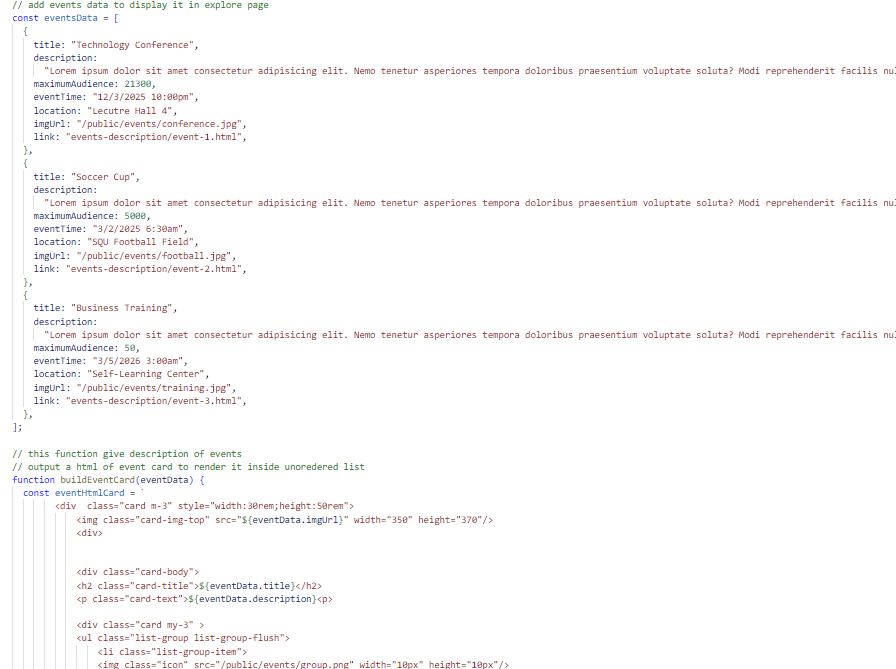 // add events data to display it in explore page
const eventsData = [
{
title: "Technology Conference",
description:
"Lorem ipsum dolor sit amet consectetur adipisicing elit. Nemo tenetur asperiores tempora doloribus praesentium voluptate soluta? Modi reprehenderit facilis nul
maximumAudience: 21300,
eventTime: "12/3/2025 10:00pm",
location: "Lecutre Hall 4",
imgUrl: "/public/events/conference.jpg",
link: "events-description/event-1.html",
},
{
title: "Soccer Cup",
description:
"Lorem ipsum dolor sit amet consectetur adipisicing elit. Nemo tenetur asperiores tempora doloribus praesentium voluptate soluta? Modi reprehenderit facilis nul
maximumAudience: 5000,
eventTime: "3/2/2025 6:30am",
location: "SQU Football Field",
imgUrl: "/public/events/football.jpg",
link: "events-description/event-2.html",
},
{
title: "Business Training",
description:
"Lorem ipsum dolor sit amet consectetur adipisicing elit. Nemo tenetur asperiores tempora doloribus praesentium voluptate soluta? Modi reprehenderit facilis nul
maximumAudience: 50,
eventTime: "3/5/2026 3:00am",
location: "Self-Learning Center",
imgUrl: "/public/events/training.jpg",
link: "events-description/event-3.html",
},
];
// this function give description of events
// output a html of event card to render it inside unoredered list
function buildEventCard(eventData) {
const eventHtmlCard = `
<div  class="card m-3" style="width:30rem;height:50rem">
<img class="card-img-top" src="${eventData.imgUrl}" width="350" height="370"/>
<div>
<div class="card-body">
<h2 class="card-title">${eventData.title}</h2>
<p class="card-text">${eventData.description}<p>
<div class="card my-3" >
<ul class="list-group list-group-flush">
<li class="list-group-item">
<img class="icon" src="/public/events/group.png" width="10px" height="10px"/>